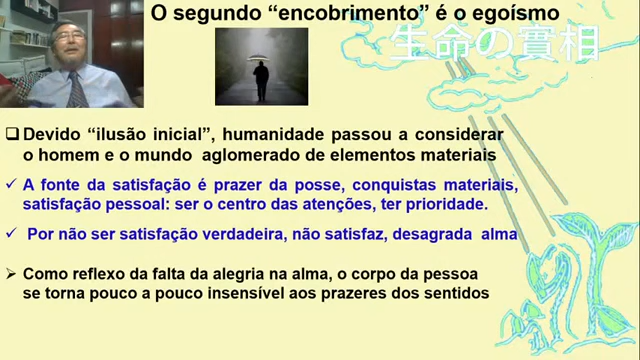 O segundo “encobrimento” é o egoísmo
生命の實相
Devido “ilusão inicial”, humanidade passou a considerar
o homem e o mundo aglomerado de elementos materiais
A fonte da satisfação é prazer da posse, conquistas materiais,
satisfação pessoal: ser o centro das atenções, ter prioridade.
Por não ser satisfação verdadeira, não satisfaz, desagrada alma
Como reflexo da falta da alegria na alma, o corpo da pessoa
se torna pouco a pouco insensível aos prazeres dos sentidos